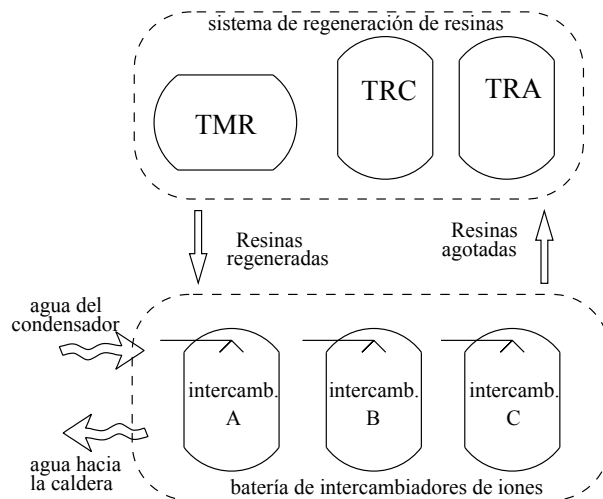 sistema de regeneración de resinas
TMR
TRC
TRA
Resinas
regeneradas
Resinas
agotadas
agua del
condensador
intercamb.
A
intercamb.
B
intercamb.
C
agua hacia
la caldera
batería de intercambiadores de iones